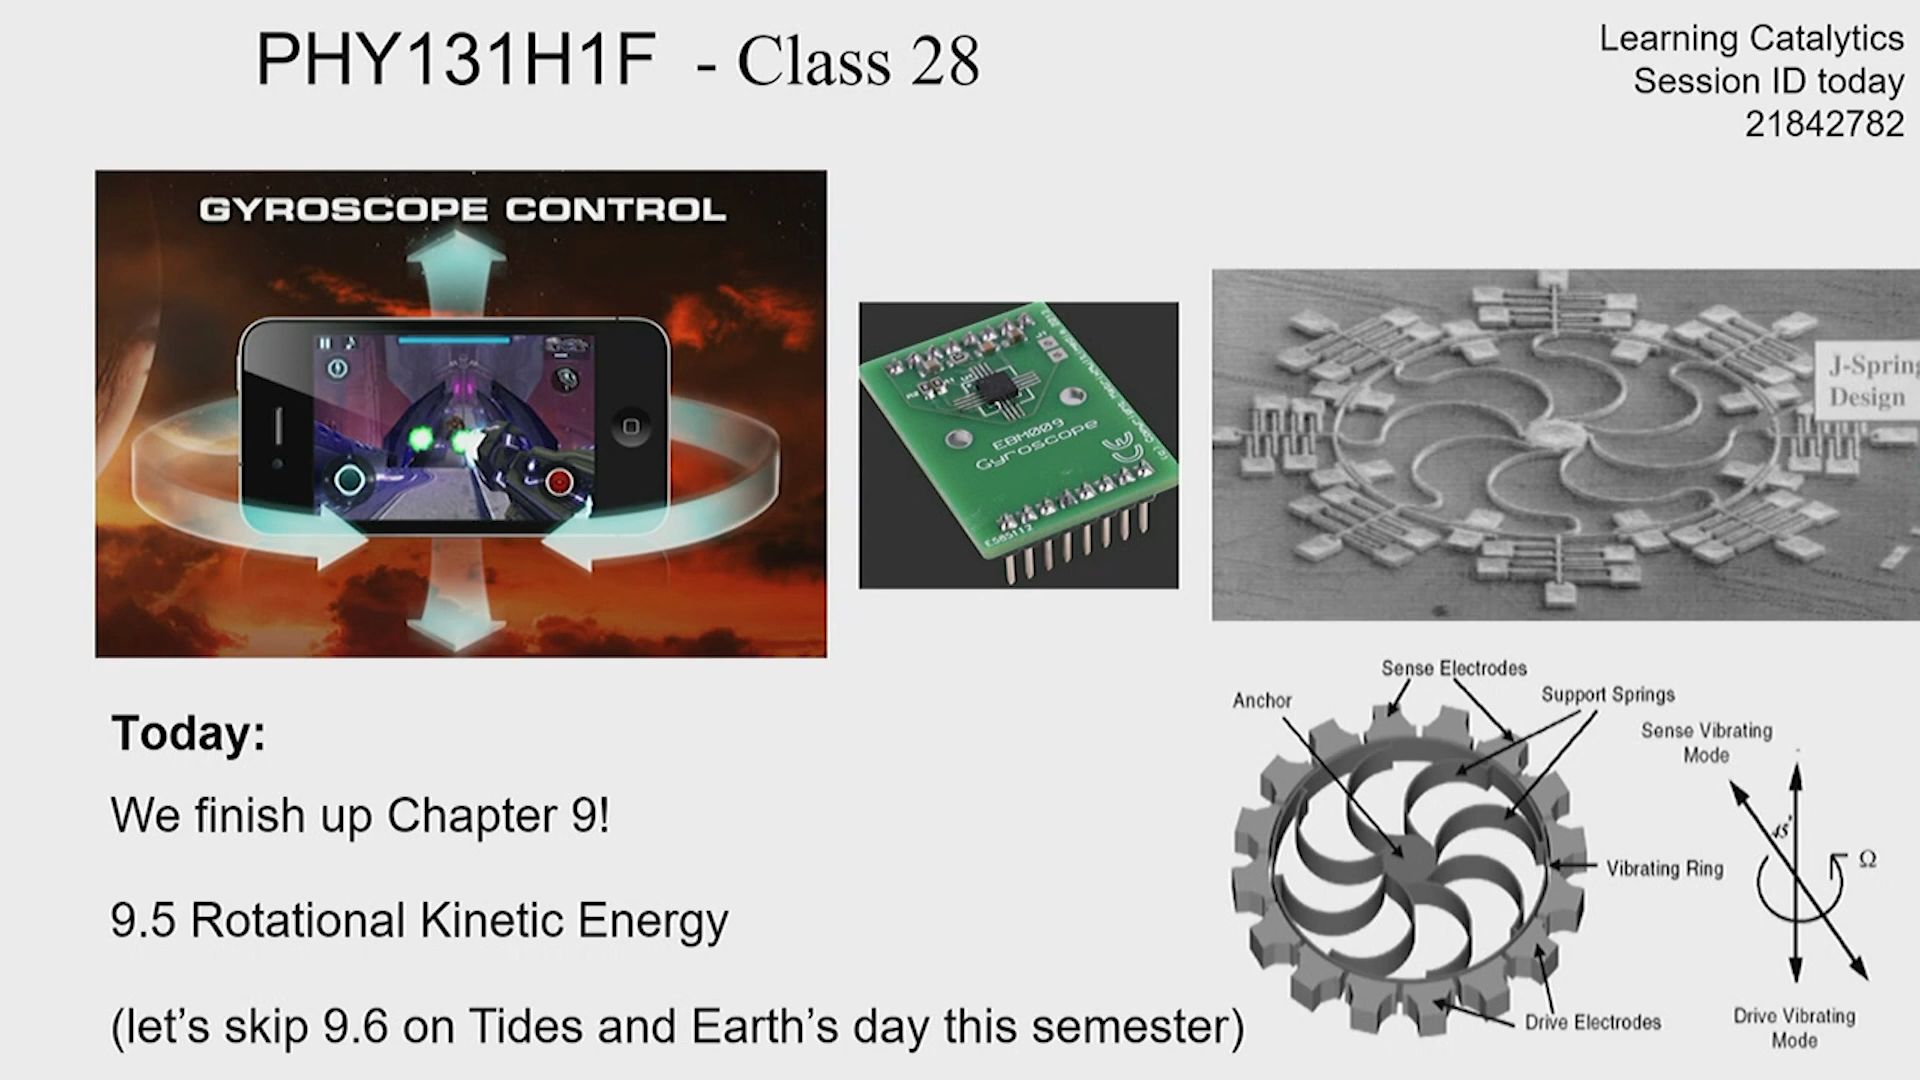 PHY131H1F - Class 28
Learning Catalytics
Session ID today
21842782
GYROSCOPE CONTROL
EBM009
Gyroscope
E585112
J-Spring
Design
Today:
We finish up Chapter 9!
9.5 Rotational Kinetic Energy
(let's skip 9.6 on Tides and Earth's day this semester)
Sense Electrodes
Anchor
Support Springs
Sense Vibrating
Mode
45°
Ω
Vibrating Ring
Drive Electrodes
Drive Vibrating
Mode